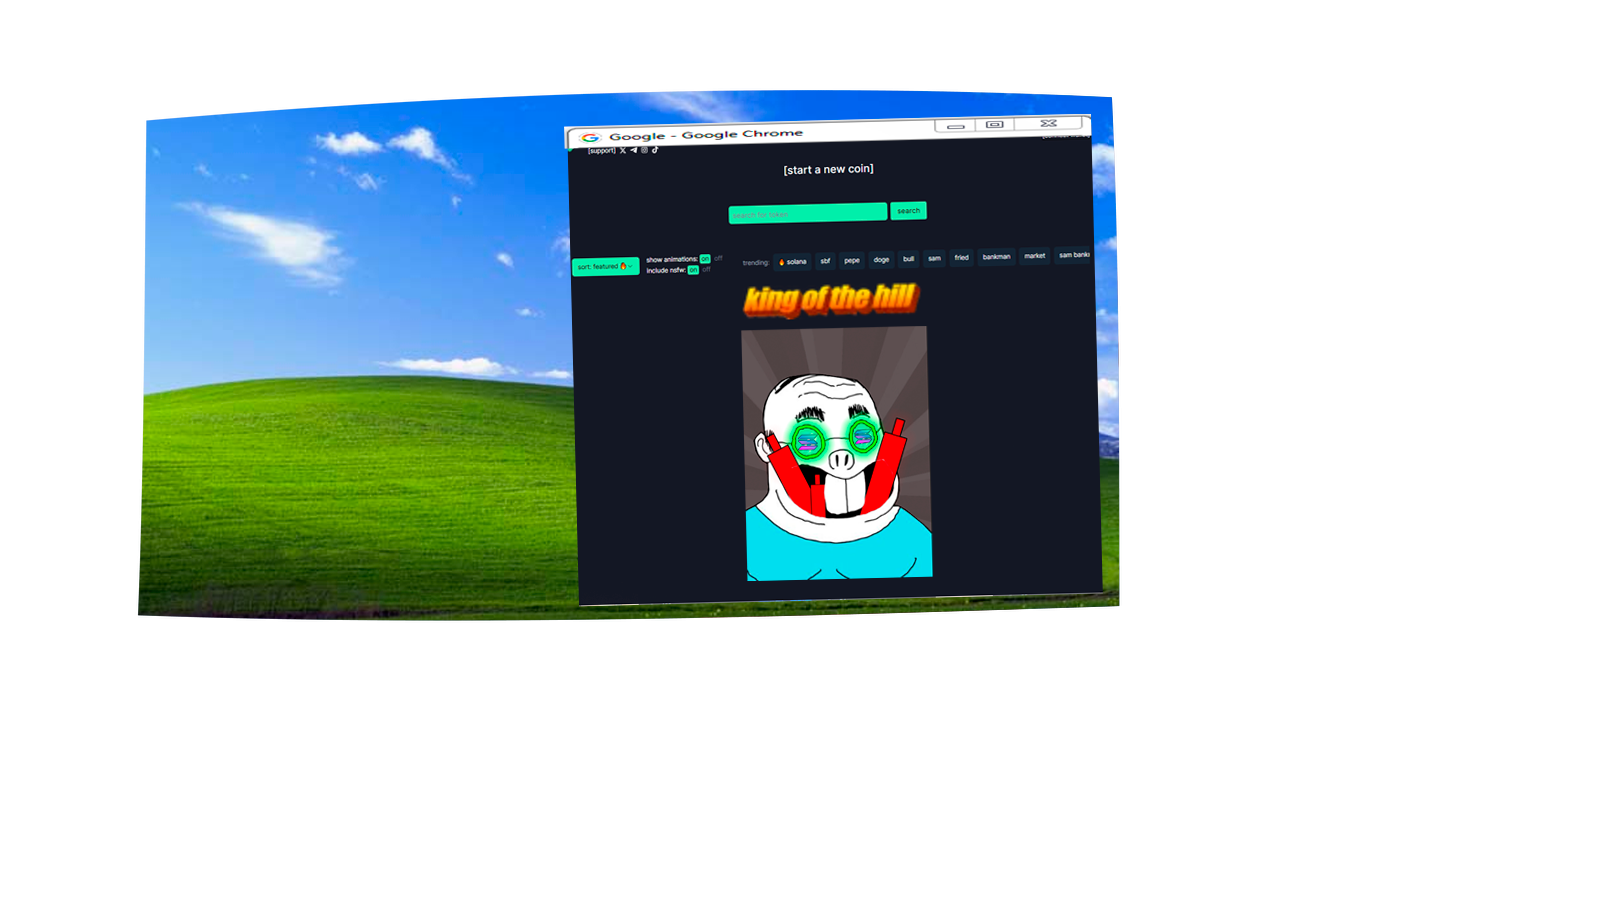 Google - Google Chrome
[support]
[start a new coin]
search for token
search
sort: featured 🔥
show animations: on off
include nsfw: on off
trending: 🔥 solana sbf pepe doge bull sam fried bankman market sam bank
king of the hill